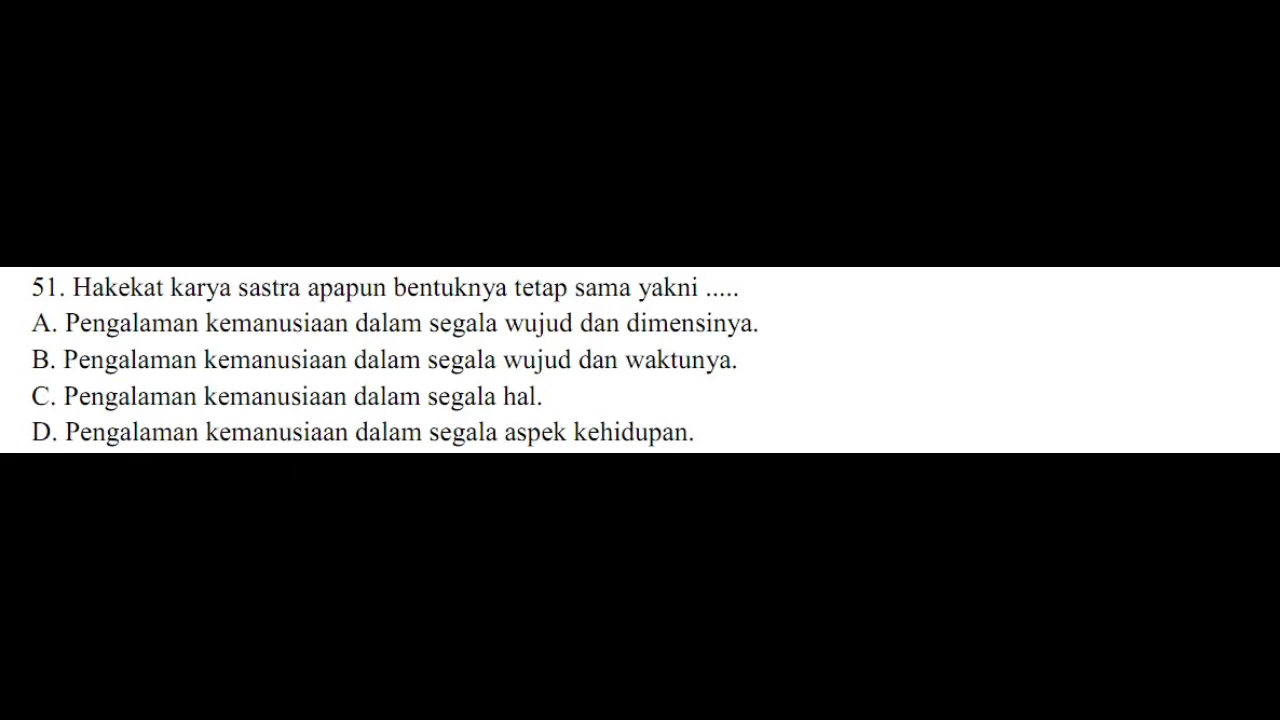 51. Hakekat karya sastra apapun bentuknya tetap sama yakni .....
A. Pengalaman kemanusiaan dalam segala wujud dan dimensinya.
B. Pengalaman kemanusiaan dalam segala wujud dan waktunya.
C. Pengalaman kemanusiaan dalam segala hal.
D. Pengalaman kemanusiaan dalam segala aspek kehidupan.